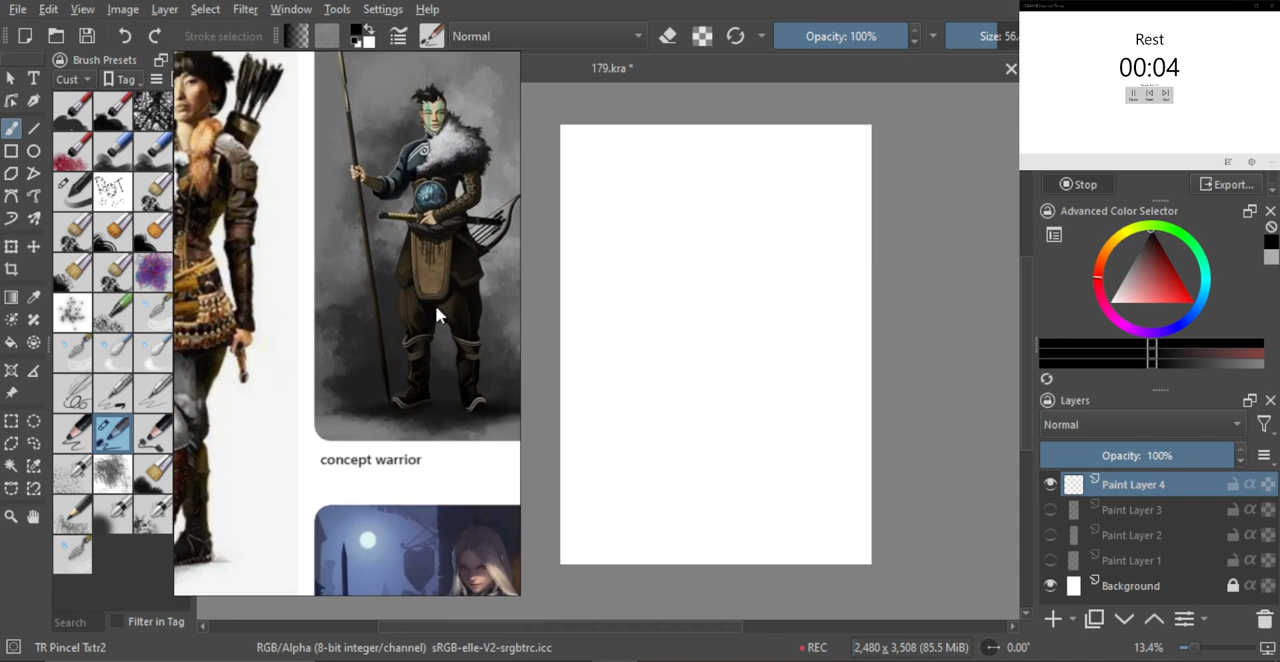 File Edit View Image Layer Select Filter Window Tools Settings Help
Stroke selection
Normal
Opacity: 100%
Size: 56.
Rest
00:04
Brush Presets
Cust
Tag
179.kra *
Stop
Export...
Advanced Color Selector
concept warrior
Layers
Normal
Opacity: 100%
Paint Layer 4
Paint Layer 3
Paint Layer 2
Paint Layer 1
Background
Search
Filter in Tag
TR Pincel Txtr2
RGB/Alpha (8-bit integer/channel) sRGB-elle-V2-srgbtrc.icc
REC
2,480 x 3,508 (85.5 MiB)
0.00°
13.4%